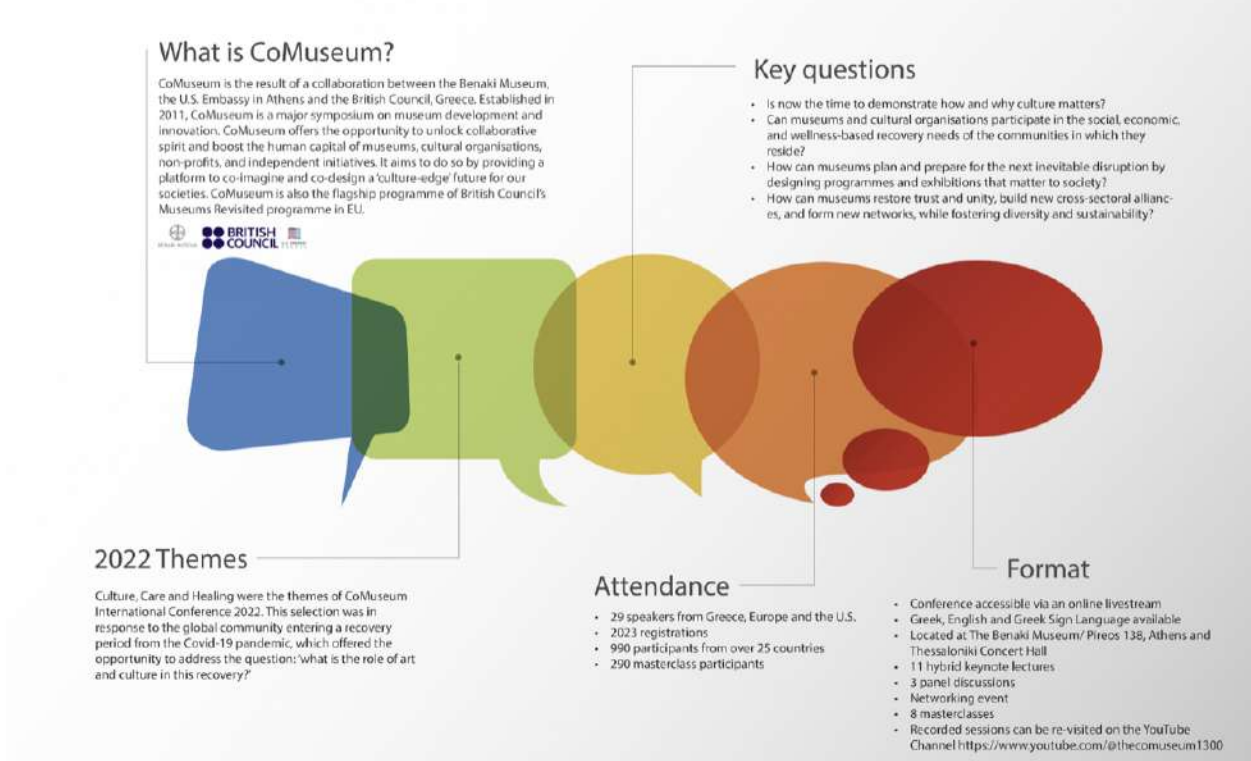 What is CoMuseum?
CoMuseum is the result of a collaboration between the Benaki Museum,
the U.S. Embassy in Athens and the British Council, Greece. Established in
2011, CoMuseum is a major symposium on museum development and
innovation. CoMuseum offers the opportunity to unlock collaborative
spirit and boost the human capital of museums, cultural organisations,
non-profits, and independent initiatives. It aims to do so by providing a
platform to co-imagine and co-design a 'culture-edge' future for our
societies. CoMuseum is also the flagship programme of British Council's
Museums Revisited programme in EU.
BRITISH
COUNCIL
Key questions
• Is now the time to demonstrate how and why culture matters?
• Can museums and cultural organisations participate in the social, economic,
and wellness-based recovery needs of the communities in which they
reside?
• How can museums plan and prepare for the next inevitable disruption by
designing programmes and exhibitions that matter to society?
• How can museums restore trust and unity, build new cross-sectoral allianc-
es, and form new networks, while fostering diversity and sustainability?
2022 Themes
Culture, Care and Healing were the themes of CoMuseum
International Conference 2022. This selection was in
response to the global community entering a recovery
period from the Covid-19 pandemic, which offered the
opportunity to address the question: 'what is the role of art
and culture in this recovery?'
Attendance
• 29 speakers from Greece, Europe and the U.S.
• 2023 registrations
• 990 participants from over 25 countries
• 290 masterclass participants
Format
• Conference accessible via an online livestream
• Greek, English and Greek Sign Language available
• Located at The Benaki Museum/ Pireos 138, Athens and
Thessaloniki Concert Hall
• 11 hybrid keynote lectures
• 3 panel discussions
• Networking event
• 8 masterclasses
• Recorded sessions can be re-visited on the YouTube
Channel https://www.youtube.com/@thecomuseum1300